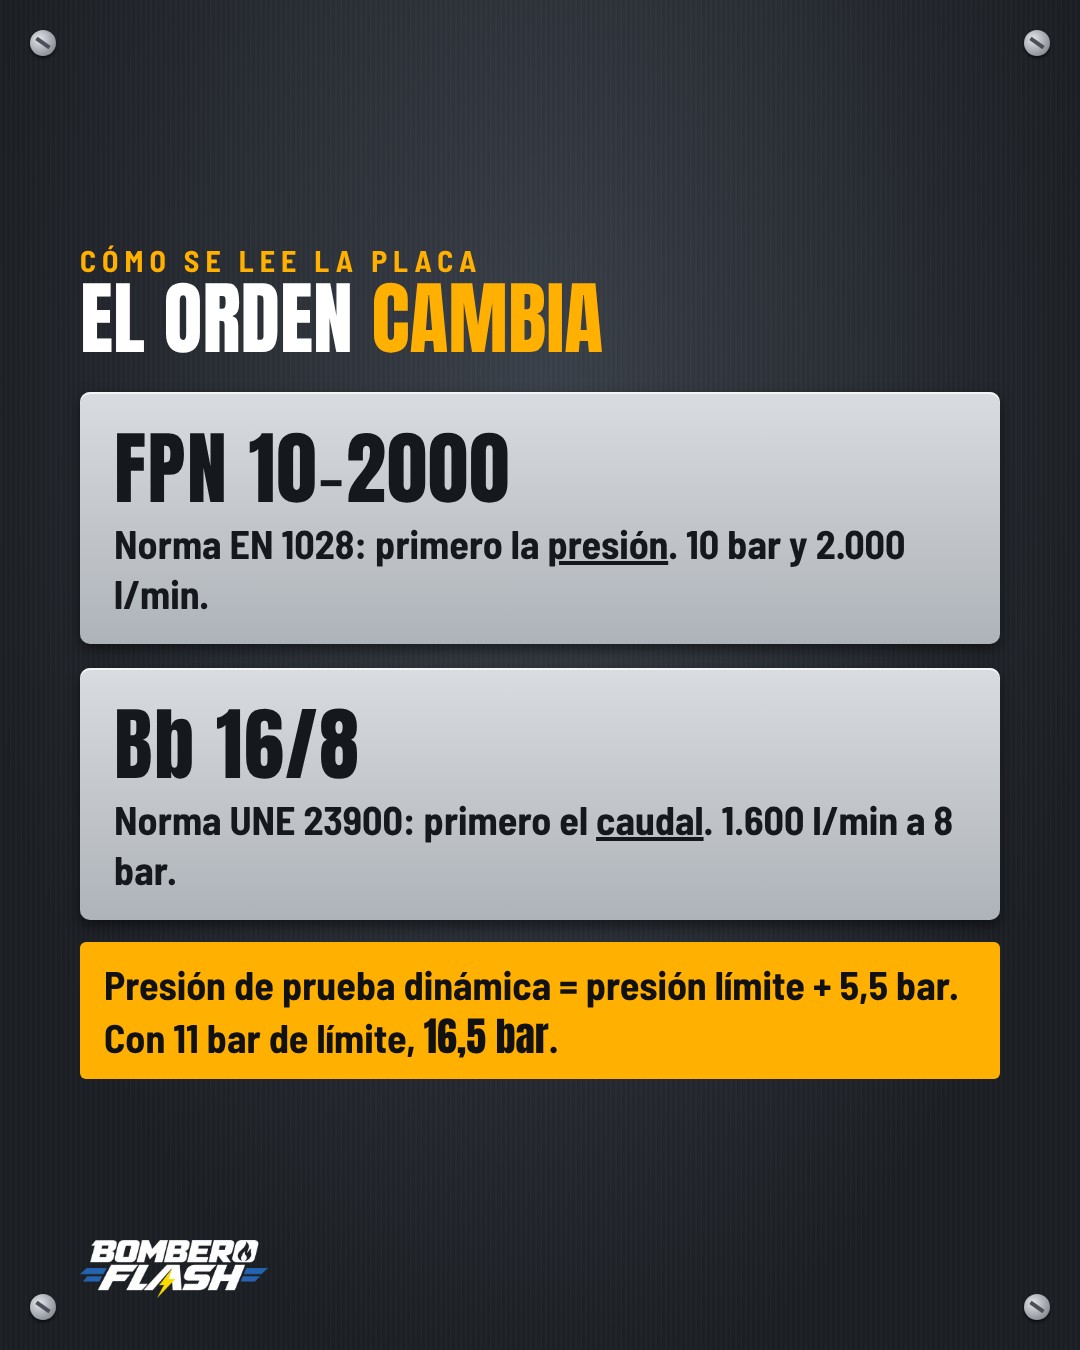 CÓMO SE LEE LA PLACA
EL ORDEN CAMBIA
FPN 10-2000
Norma EN 1028: primero la presión. 10 bar y 2.000
l/min.
Bb 16/8
Norma UNE 23900: primero el caudal. 1.600 l/min a 8
bar.
Presión de prueba dinámica = presión límite + 5,5 bar.
Con 11 bar de límite, 16,5 bar.
BOMBERO
FLASH